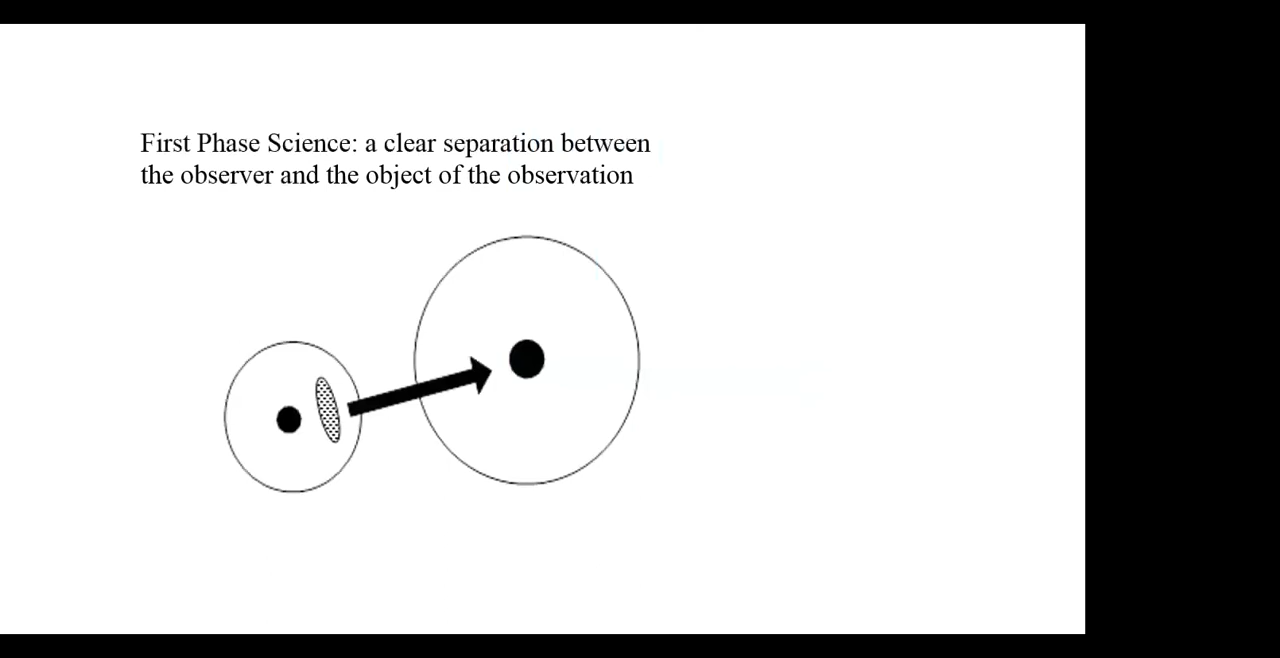 First Phase Science: a clear separation between
the observer and the object of the observation